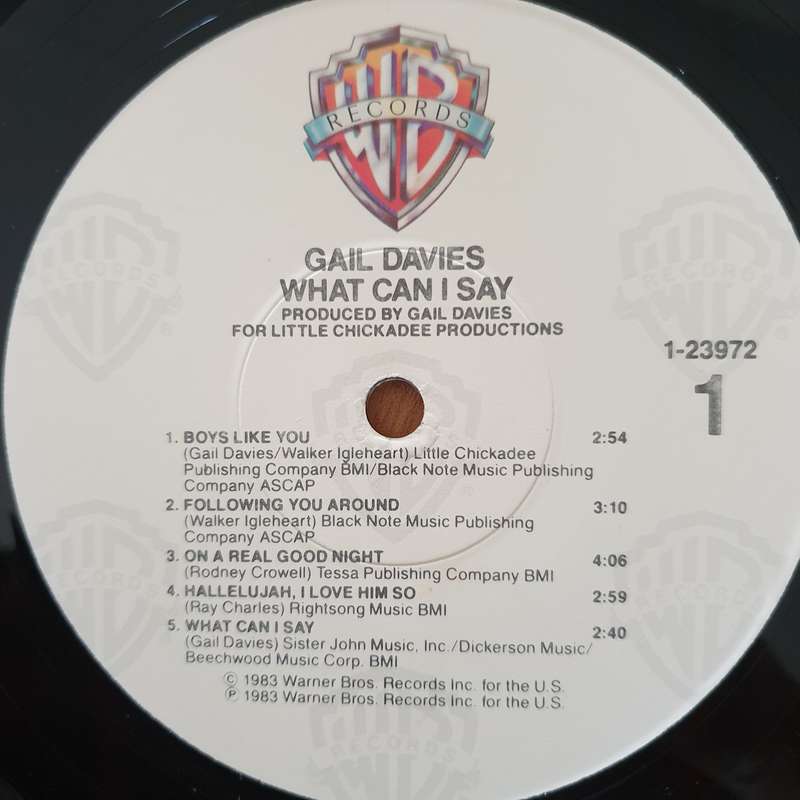 WB
RECORDS
GAIL DAVIES
WHAT CAN I SAY
PRODUCED BY GAIL DAVIES
FOR LITTLE CHICKADEE PRODUCTIONS
1-23972
1
1. BOYS LIKE YOU 2:54
(Gail Davies/Walker Igleheart) Little Chickadee
Publishing Company BMI/Black Note Music Publishing
Company ASCAP
2. FOLLOWING YOU AROUND 3:10
(Walker Igleheart) Black Note Music Publishing
Company ASCAP
3. ON A REAL GOOD NIGHT 4:06
(Rodney Crowell) Tessa Publishing Company BMI
4. HALLELUJAH, I LOVE HIM SO 2:59
(Ray Charles) Rightsong Music BMI
5. WHAT CAN I SAY 2:40
(Gail Davies) Sister John Music, Inc./Dickerson Music/
Beechwood Music Corp. BMI
© 1983 Warner Bros. Records Inc. for the U.S.
℗ 1983 Warner Bros. Records Inc. for the U.S.